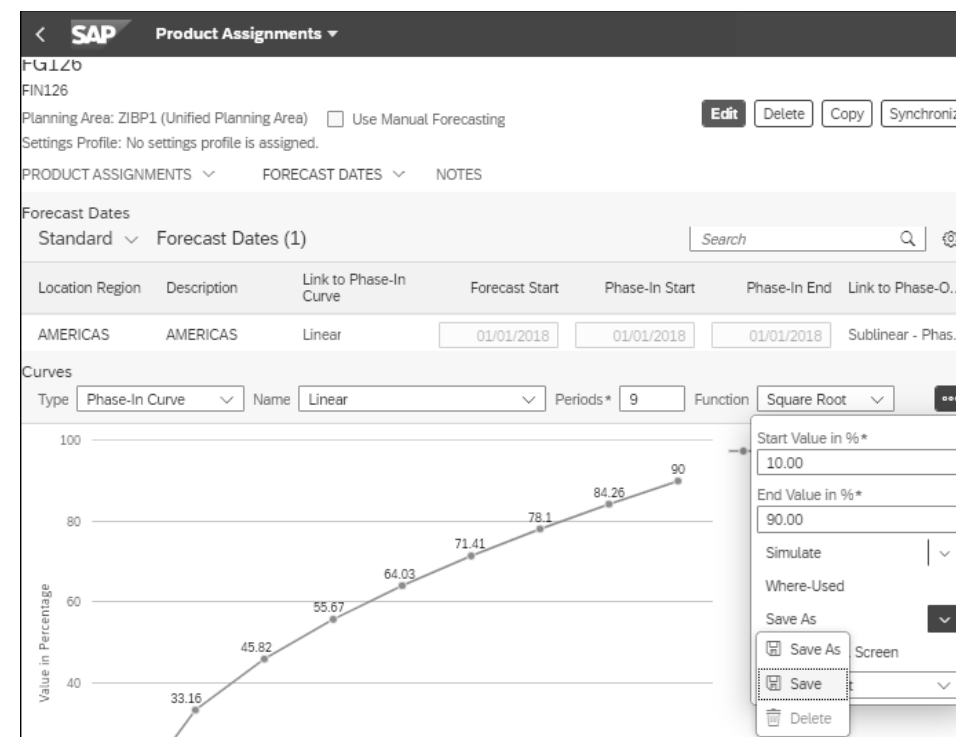 SAP Product Assignments
FG126
FIN126
Planning Area: ZIBP1 (Unified Planning Area) Use Manual Forecasting
Edit Delete Copy Synchroniz
Settings Profile: No settings profile is assigned.
PRODUCT ASSIGNMENTS FORECAST DATES NOTES
Forecast Dates
Standard Forecast Dates (1) Search
Location Region Description Link to Phase-In Curve Forecast Start Phase-In Start Phase-In End Link to Phase-O..
AMERICAS AMERICAS Linear 01/01/2018 01/01/2018 01/01/2018 Sublinear - Phas.
Curves
Type Phase-In Curve Name Linear Periods* 9 Function Square Root
Start Value in %*
10.00
End Value in %*
90.00
Simulate
Where-Used
Save As
Save As Screen
Save
Delete
Value in Percentage
100
80
60
40
33.16
45.82
55.67
64.03
71.41
78.1
84.26
90